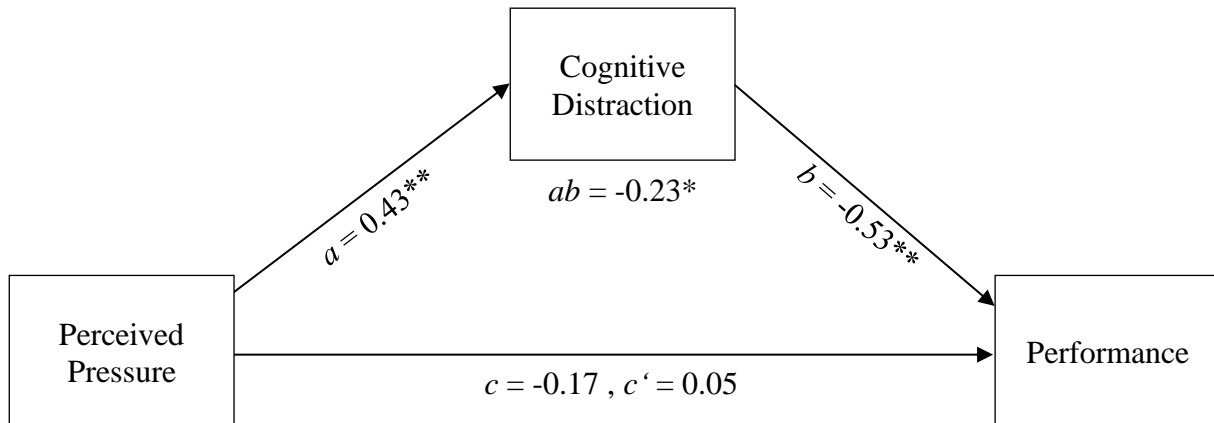 Cognitive
Distraction
ab = -0.23*
a = 0.43**
b = -0.53**
Perceived
Pressure
Performance
c = -0.17 , c‘ = 0.05